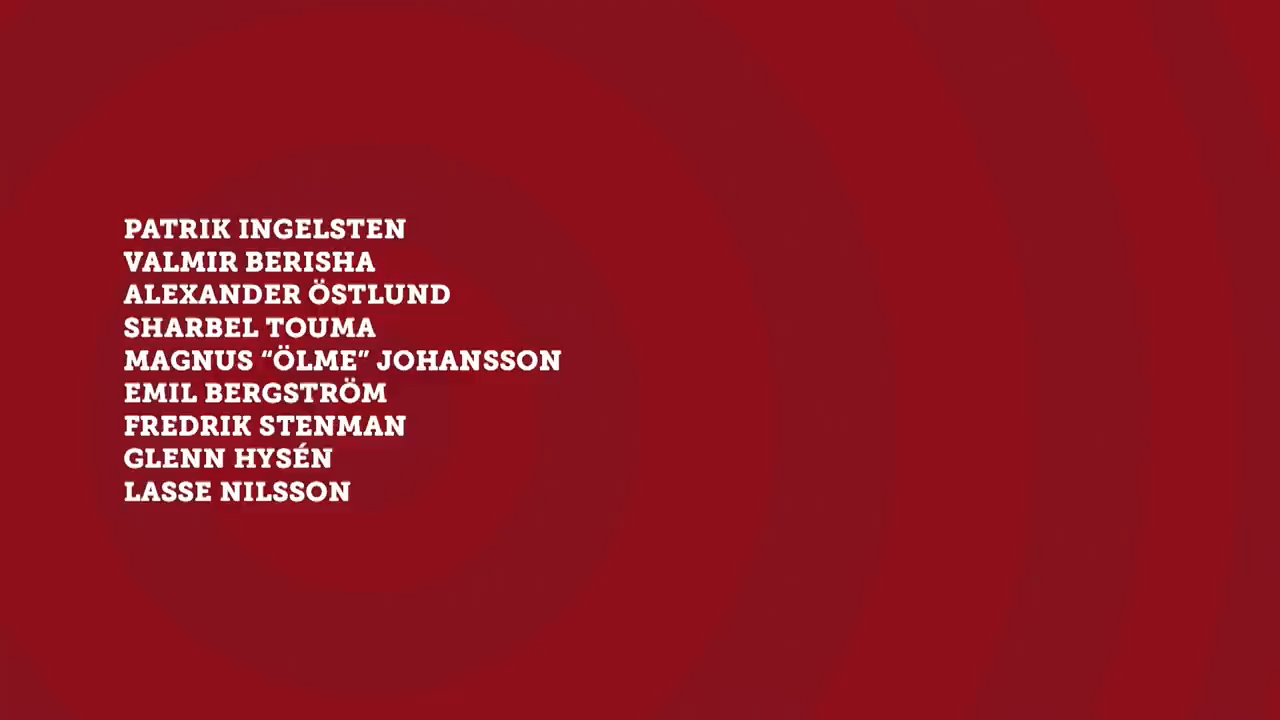 PATRIK INGELSTEN
VALMIR BERISHA
ALEXANDER ÖSTLUND
SHARBEL TOUMA
MAGNUS “ÖLME” JOHANSSON
EMIL BERGSTRÖM
FREDRIK STENMAN
GLENN HYSÉN
LASSE NILSSON